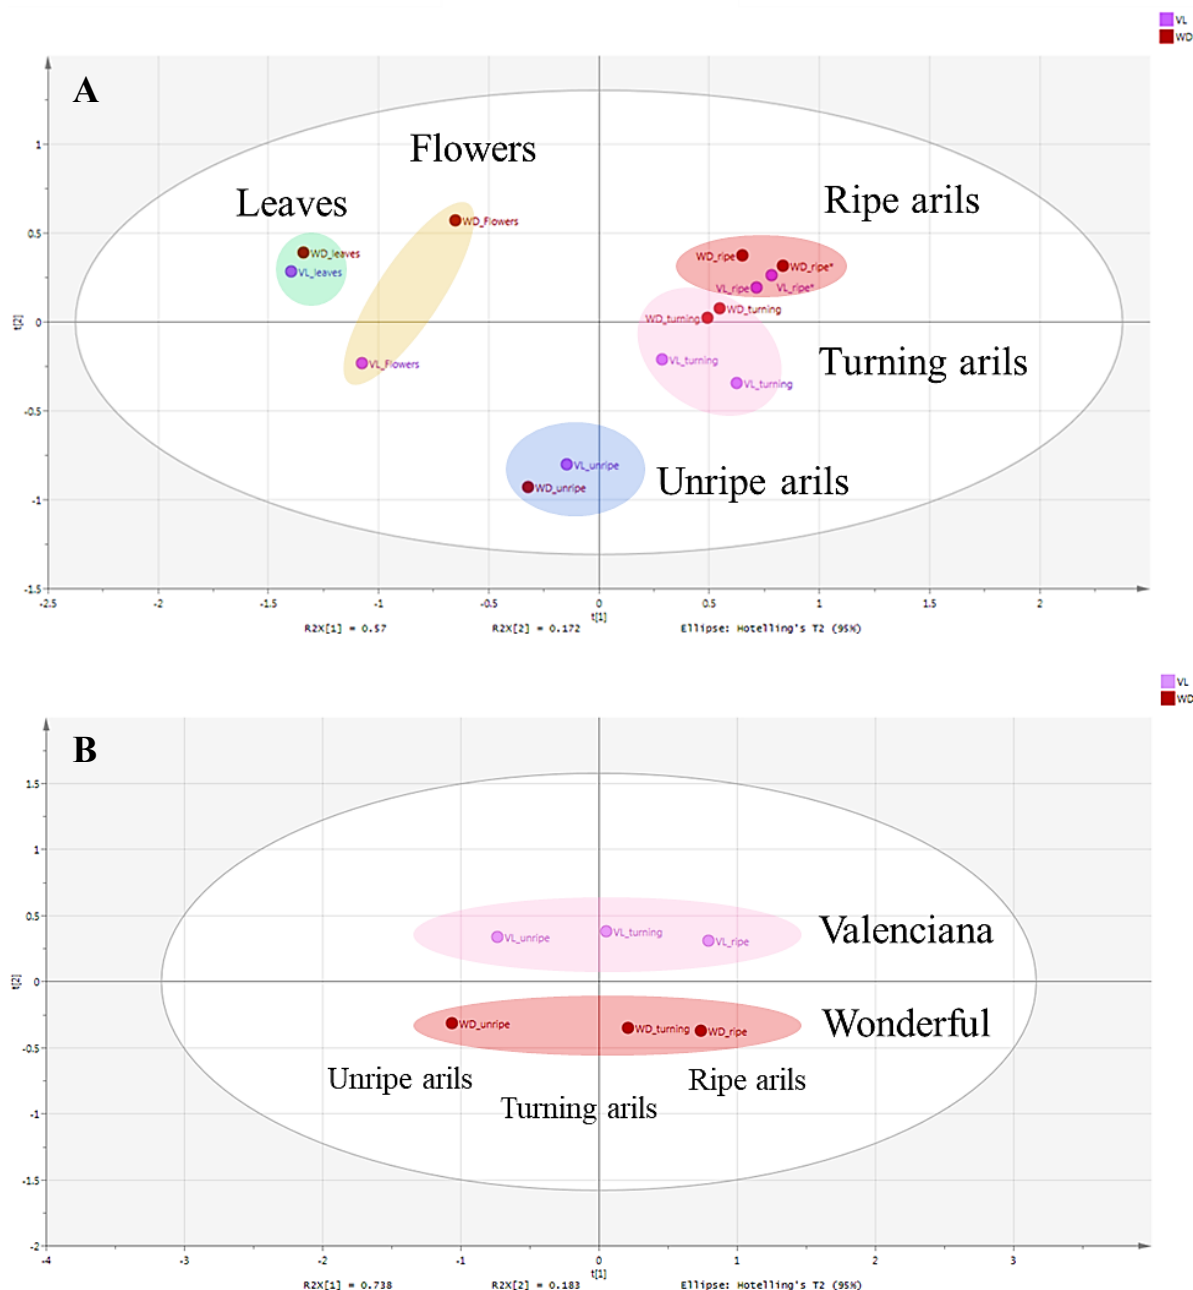 VL
WD
A
Flowers
Leaves
Ripe arils
WD_Flowers
WD_leaves
VL_leaves
WD_ripe
WD_ripe*
VL_ripe
VL_ripe*
WD_turning
WD_turning
VL_turning
VL_turning
Turning arils
VL_Flowers
VL_unripe
WD_unripe
Unripe arils
1
0.5
0
-0.5
-1
-1.5
t[2]
-2.5 -2 -1.5 -1 -0.5 0 0.5 1 1.5 2
t[1]
R2X[1] = 0.57 R2X[2] = 0.172 Ellipse: Hotelling's T2 (95%)
VL
WD
B
VL_unripe
VL_turning
VL_ripe
Valenciana
WD_unripe
WD_turning
WD_ripe
Wonderful
Unripe arils
Turning arils
Ripe arils
1.5
1
0.5
0
-0.5
-1
-1.5
-2
t[2]
-4 -3 -2 -1 0 1 2 3
t[1]
R2X[1] = 0.738 R2X[2] = 0.183 Ellipse: Hotelling's T2 (95%)